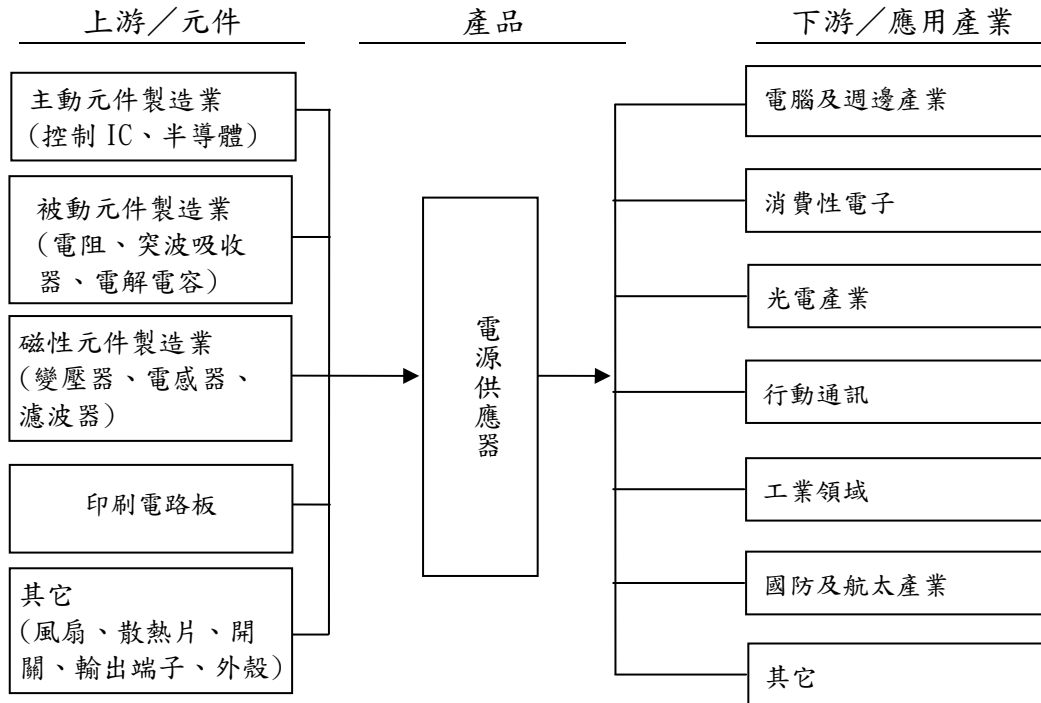 上游／元件
產品
下游／應用產業
主動元件製造業
(控制 IC、半導體)
被動元件製造業
(電阻、突波吸收
器、電解電容)
磁性元件製造業
(變壓器、電感器、
濾波器)
印刷電路板
其它
(風扇、散熱片、開
關、輸出端子、外殼)
電源供應器
電腦及週邊產業
消費性電子
光電產業
行動通訊
工業領域
國防及航太產業
其它